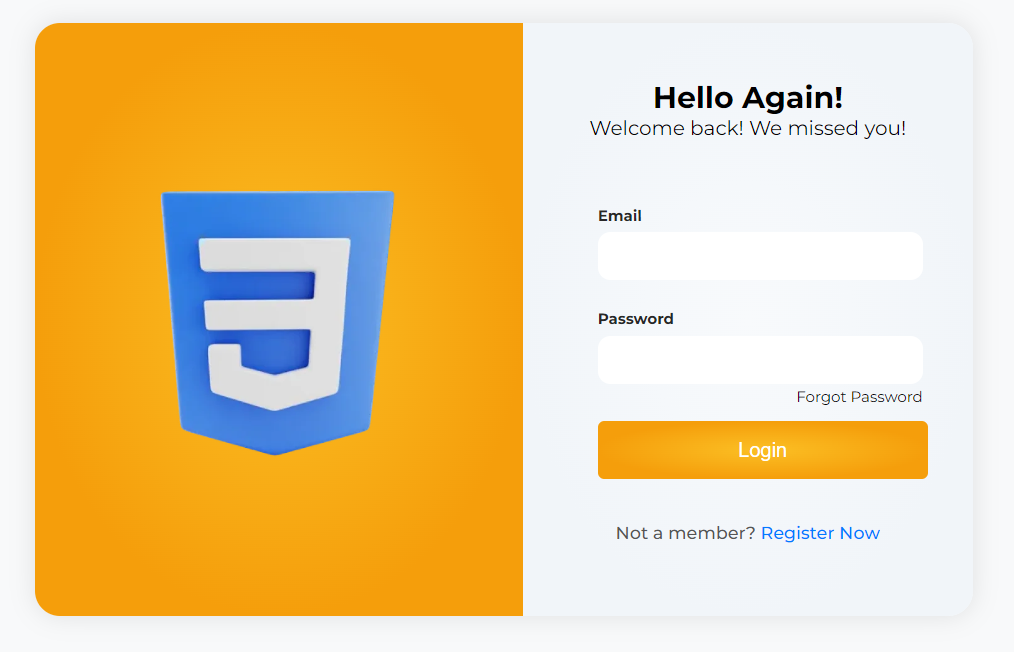 Hello Again!
Welcome back! We missed you!
Email
Password
Forgot Password
Login
Not a member? Register Now